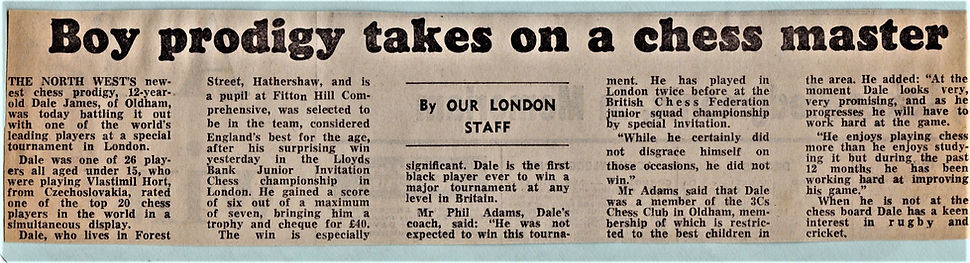 Boy prodigy takes on a chess master
THE NORTH WEST'S new-
est chess prodigy, 12-year-
old Dale James, of Oldham,
was today battling it out
with one of the world's
leading players at a special
tournament in London.
Dale was one of 26 play-
ers all aged under 15, who
were playing Vlastimil Hort,
from Czechoslovakia, rated
one of the top 20 chess
players in the world in a
simultaneous display.
Dale, who lives in Forest
Street, Hathershaw, and is
a pupil at Fitton Hill Com-
prehensive, was selected to
be in the team, considered
England's best for the age,
after his surprising win
yesterday in the Lloyds
Bank Junior Invitation
Chess championship in
London. He gained a score
of six out of a maximum
of seven, bringing him a
trophy and cheque for £40.
The win is especially
By OUR LONDON
STAFF
significant. Dale is the first
black player ever to win a
major tournament at any
level in Britain.
Mr Phil Adams, Dale's
coach, said: "He was not
expected to win this tourna-
ment. He has played in
London twice before at the
British Chess Federation
junior squad championship
by special invitation.
"While he certainly did
not disgrace himself on
those occasions, he did not
win."
Mr Adams said that Dale
was a member of the 3Cs
Chess Club in Oldham, mem-
bership of which is restric-
ted to the best children in
the area. He added: "At the
moment Dale looks very,
very promising, and as he
progresses he will have to
work hard at the game.
"He enjoys playing chess
more than he enjoys study-
ing it but during the past
12 months he has been
working hard at improving
his game."
When he is not at the
chess board Dale has a keen
interest in rugby and
cricket.